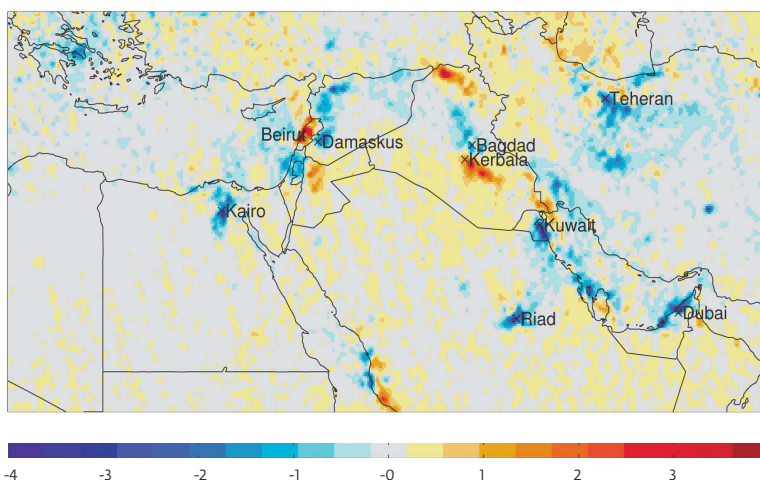 Teheran
Beirut
Damaskus
Bagdad
Kerbala
Kairo
Kuwait
Riad
Dubai
-4 -3 -2 -1 -0 1 2 3